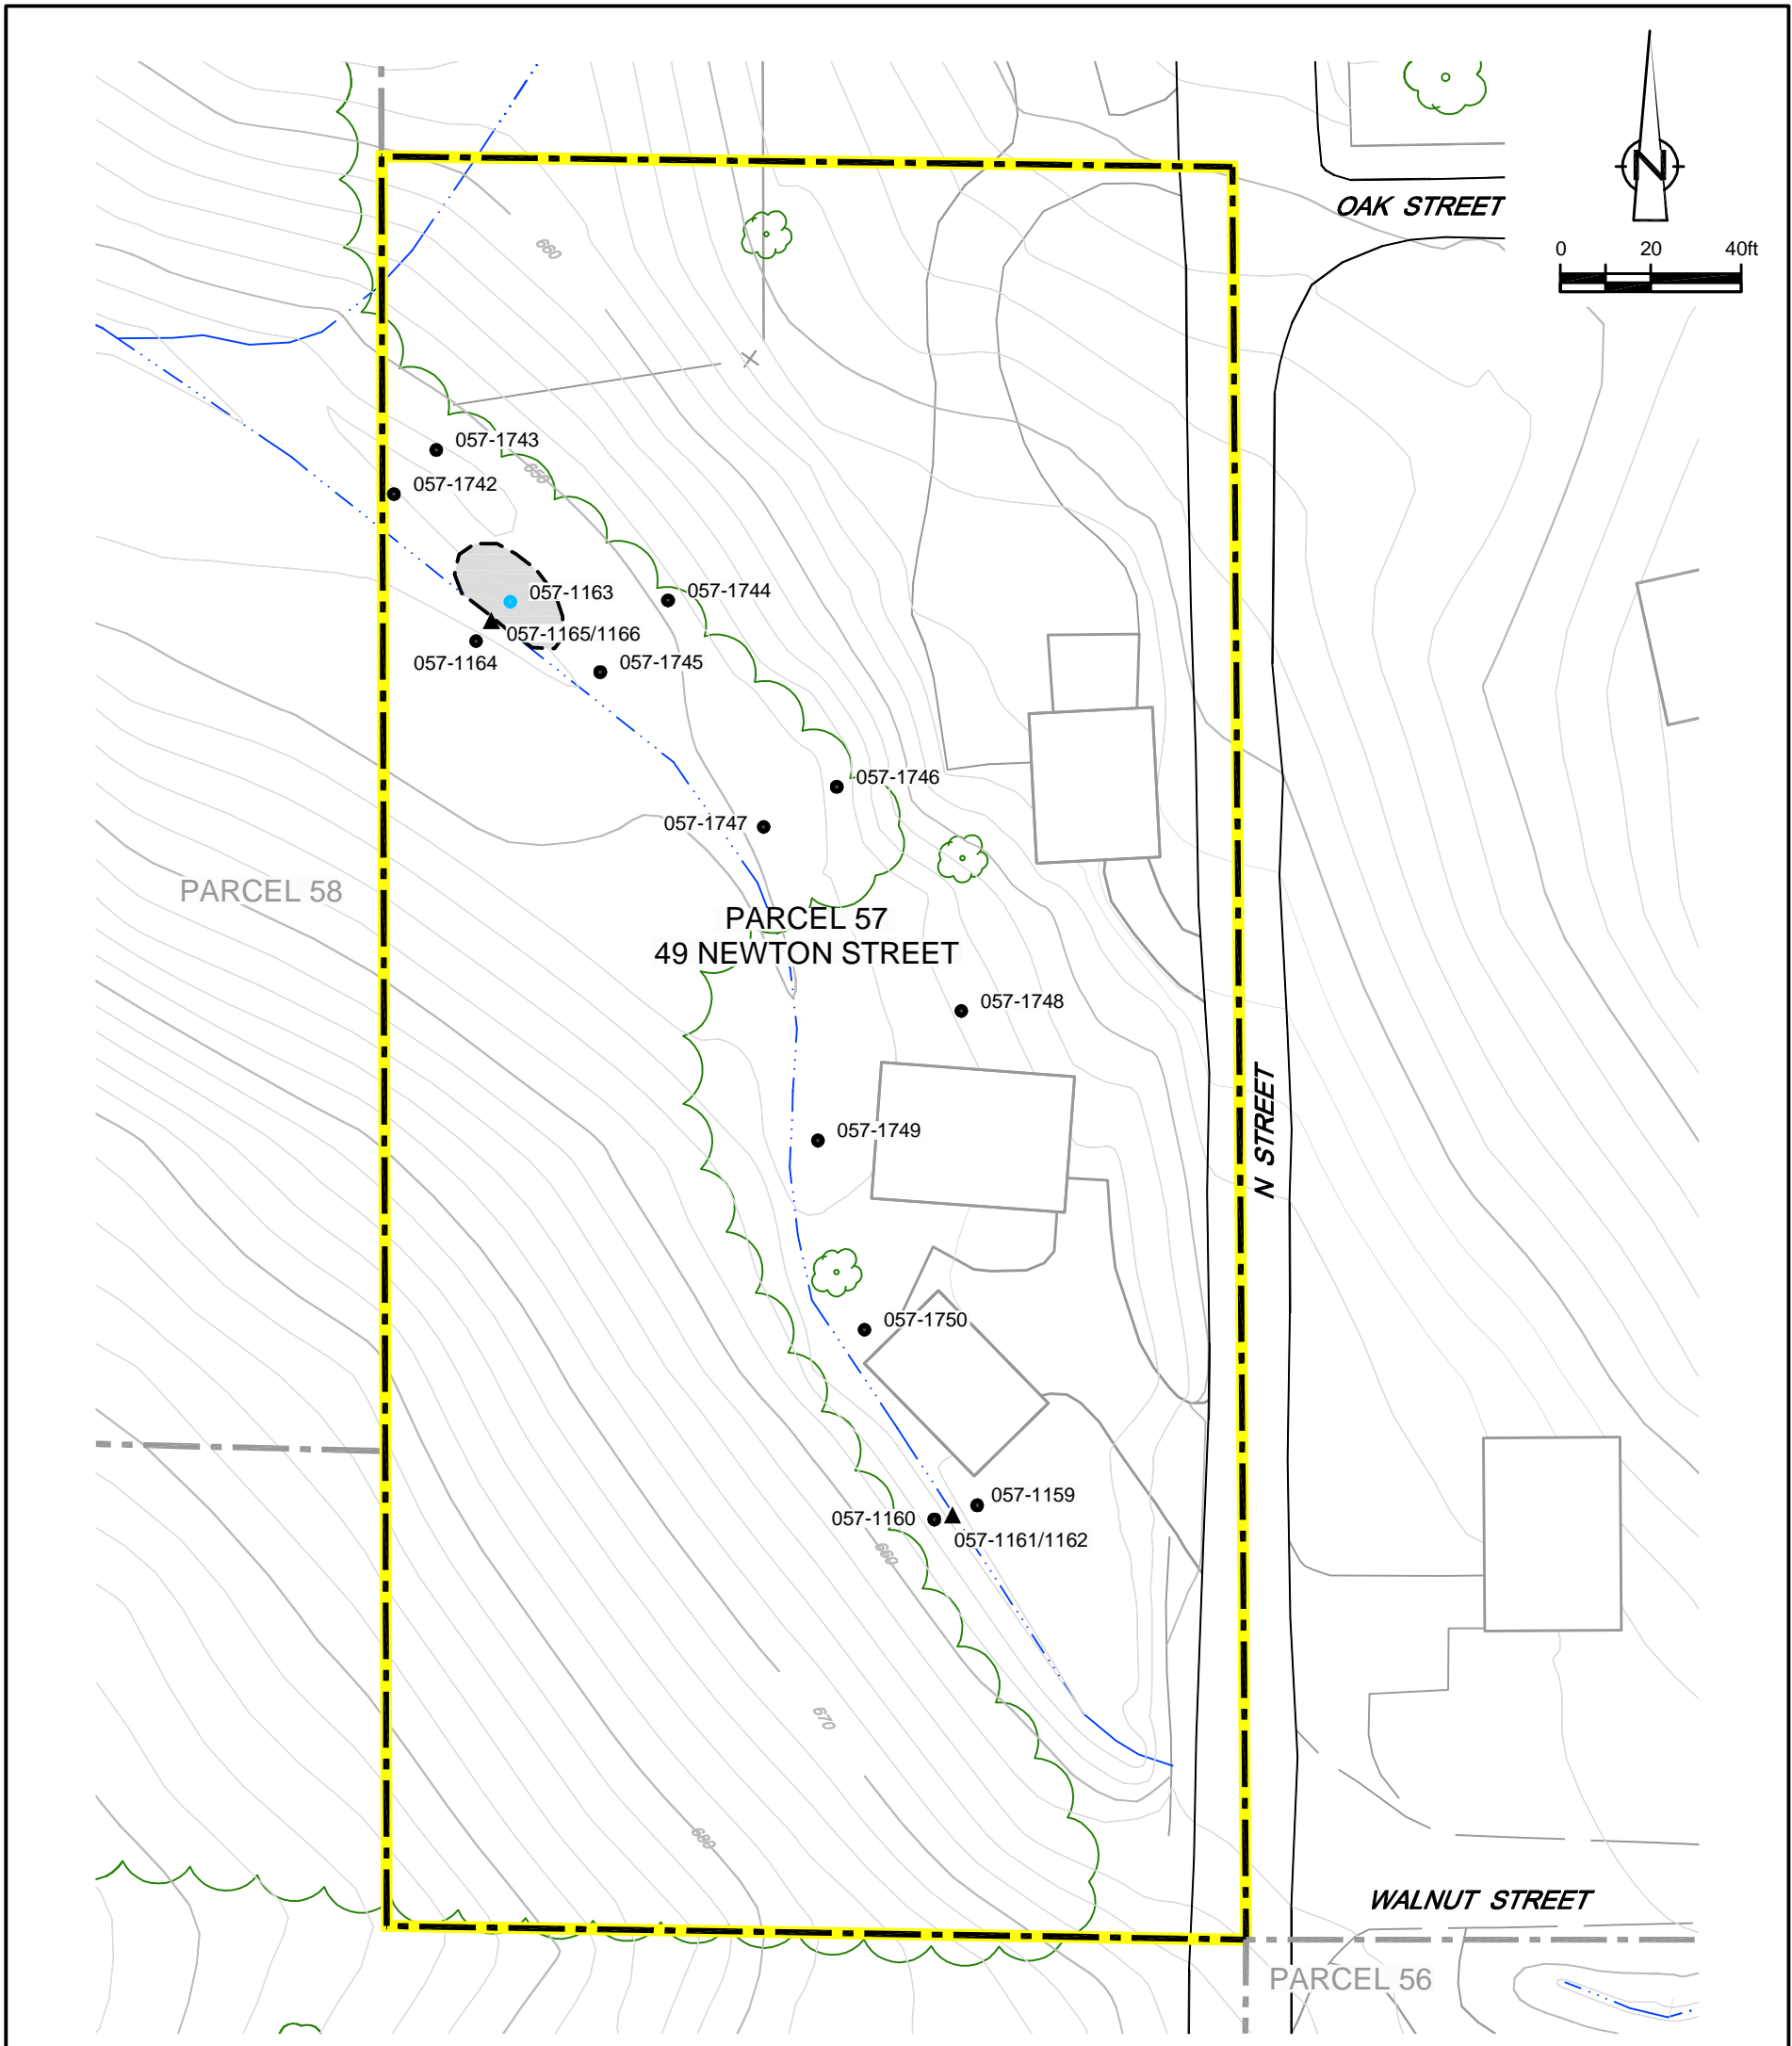 N
OAK STREET
0 20 40ft
660
057-1743
650
057-1742
057-1163
057-1744
057-1165/1166
057-1164
057-1745
057-1746
057-1747
PARCEL 58
PARCEL 57
49 NEWTON STREET
057-1748
N STREET
057-1749
057-1750
057-1159
057-1160
057-1161/1162
660
670
680
WALNUT STREET
PARCEL 56